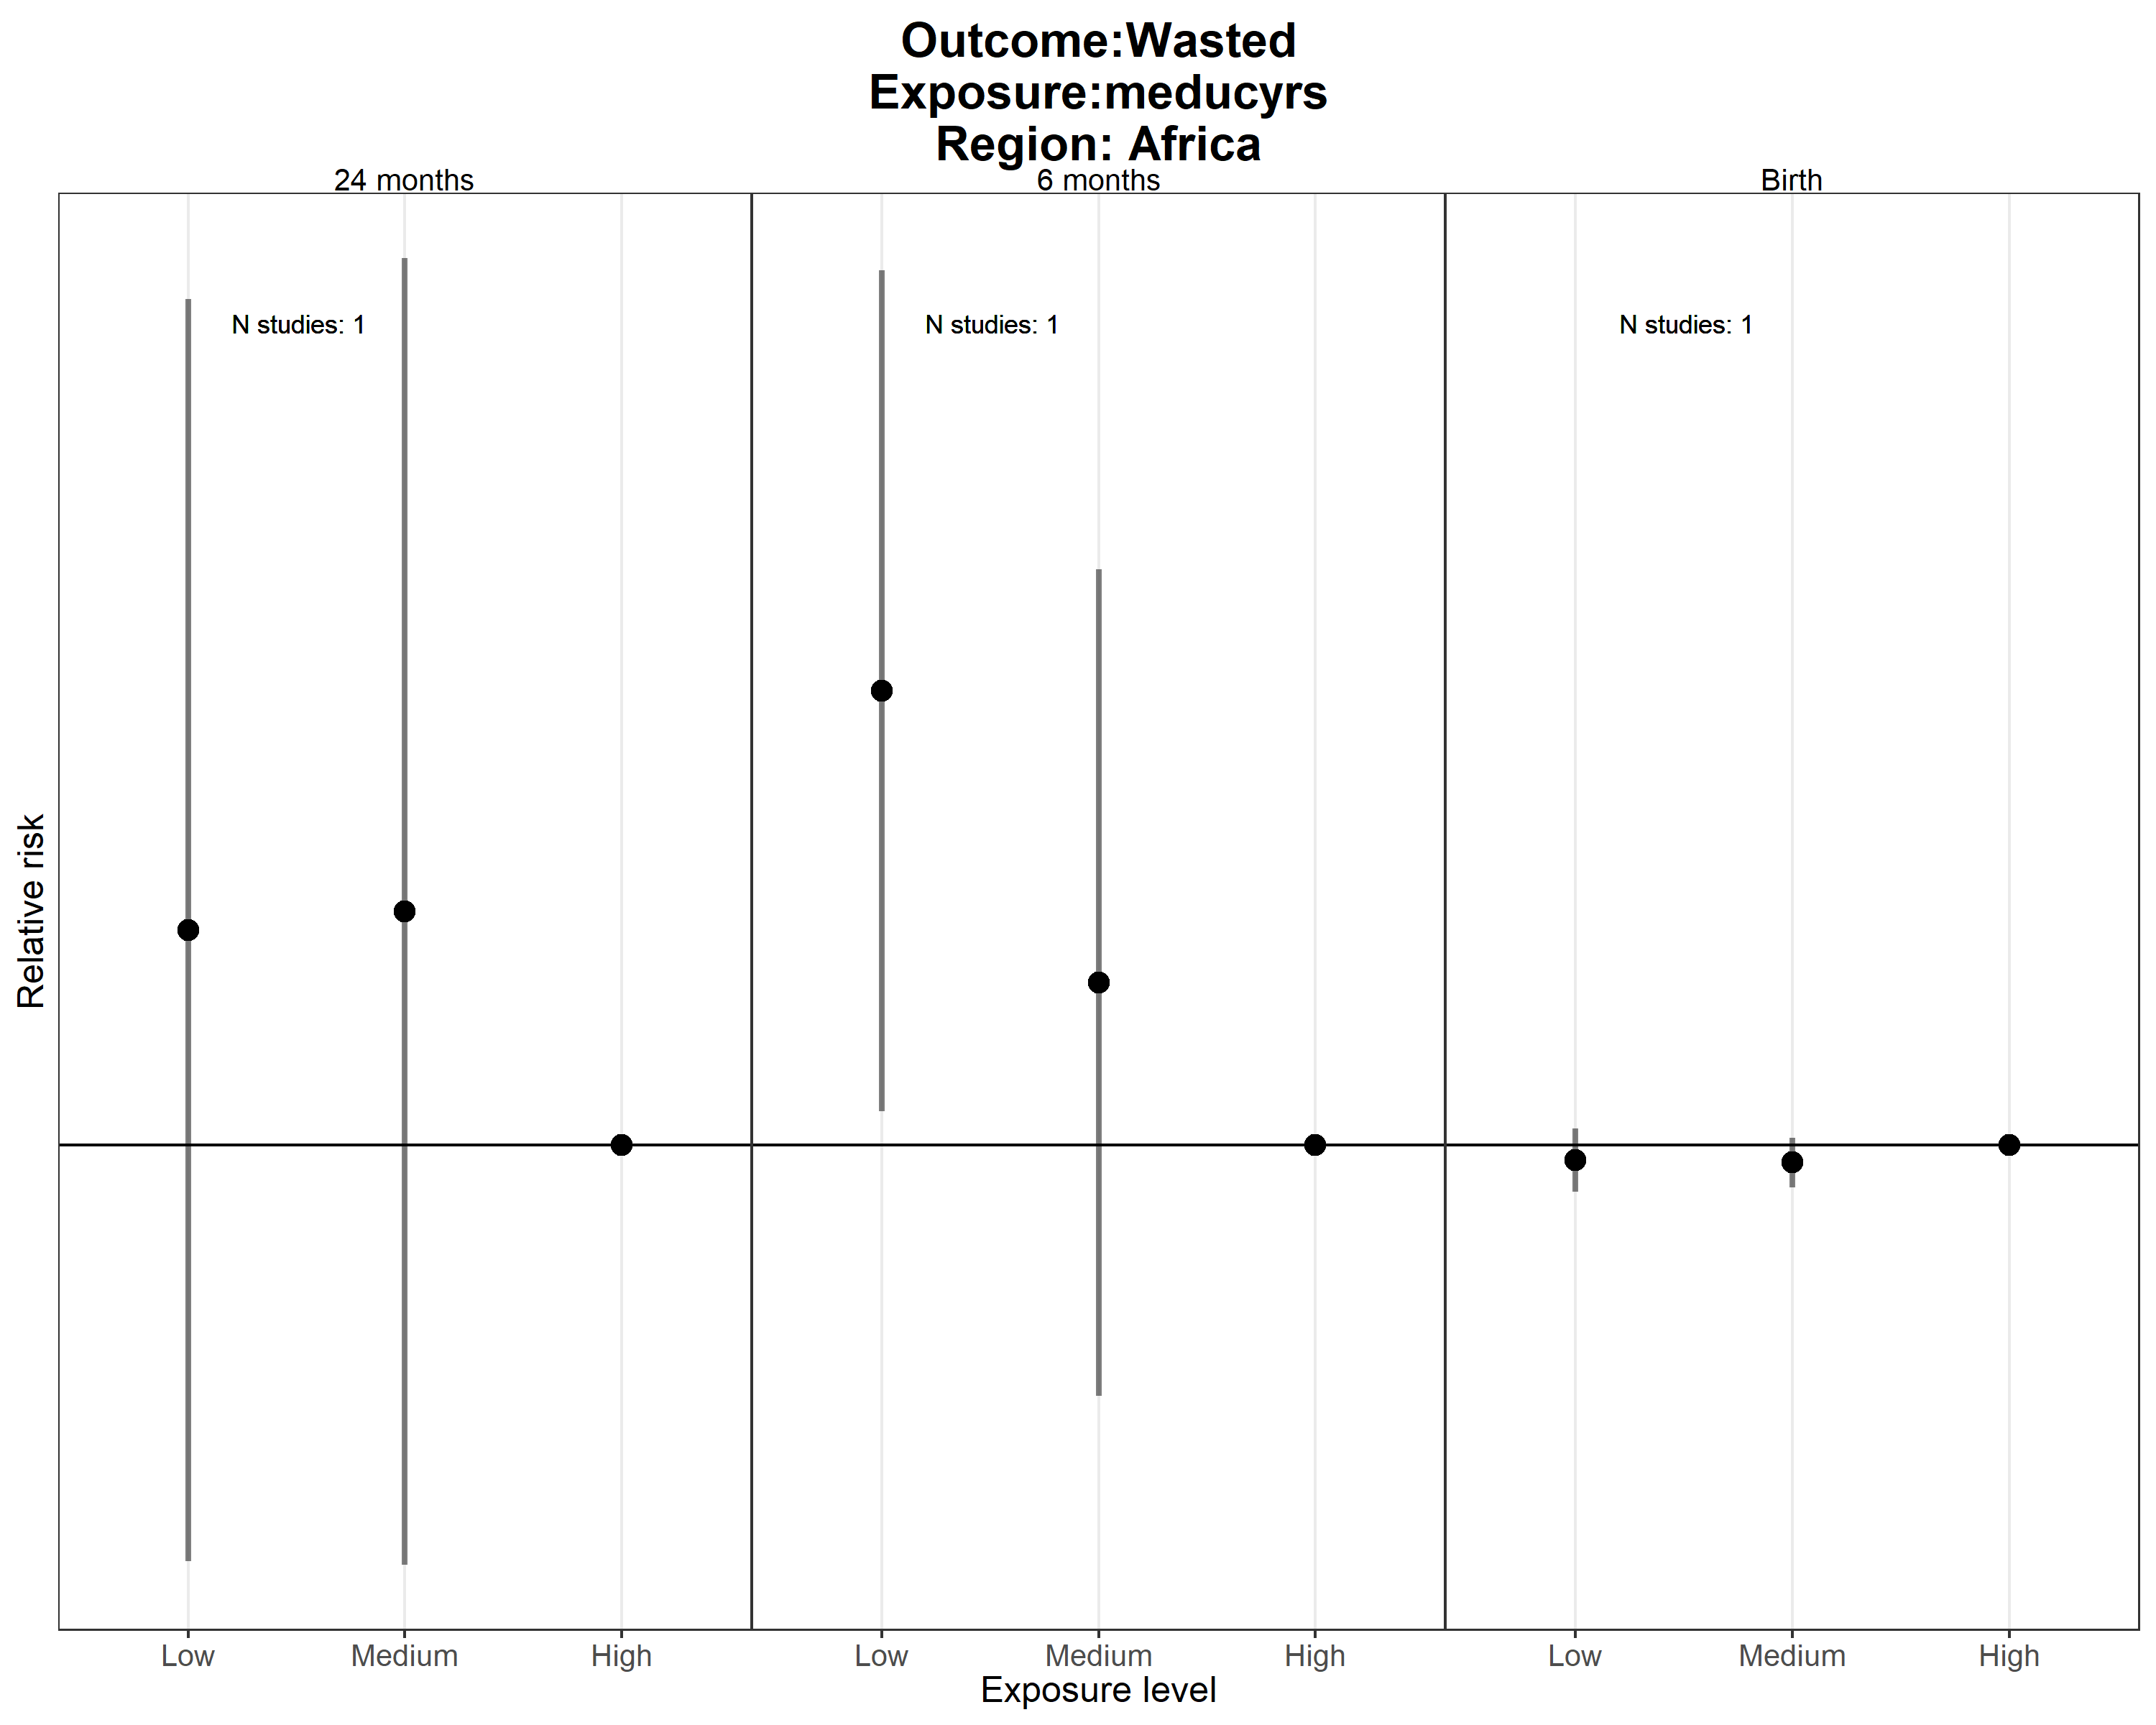 Outcome:Wasted
Exposure:meducyrs
Region: Africa
24 months 6 months Birth
N studies: 1 N studies: 1 N studies: 1
Relative risk
Low Medium High Low Medium High Low Medium High
Exposure level